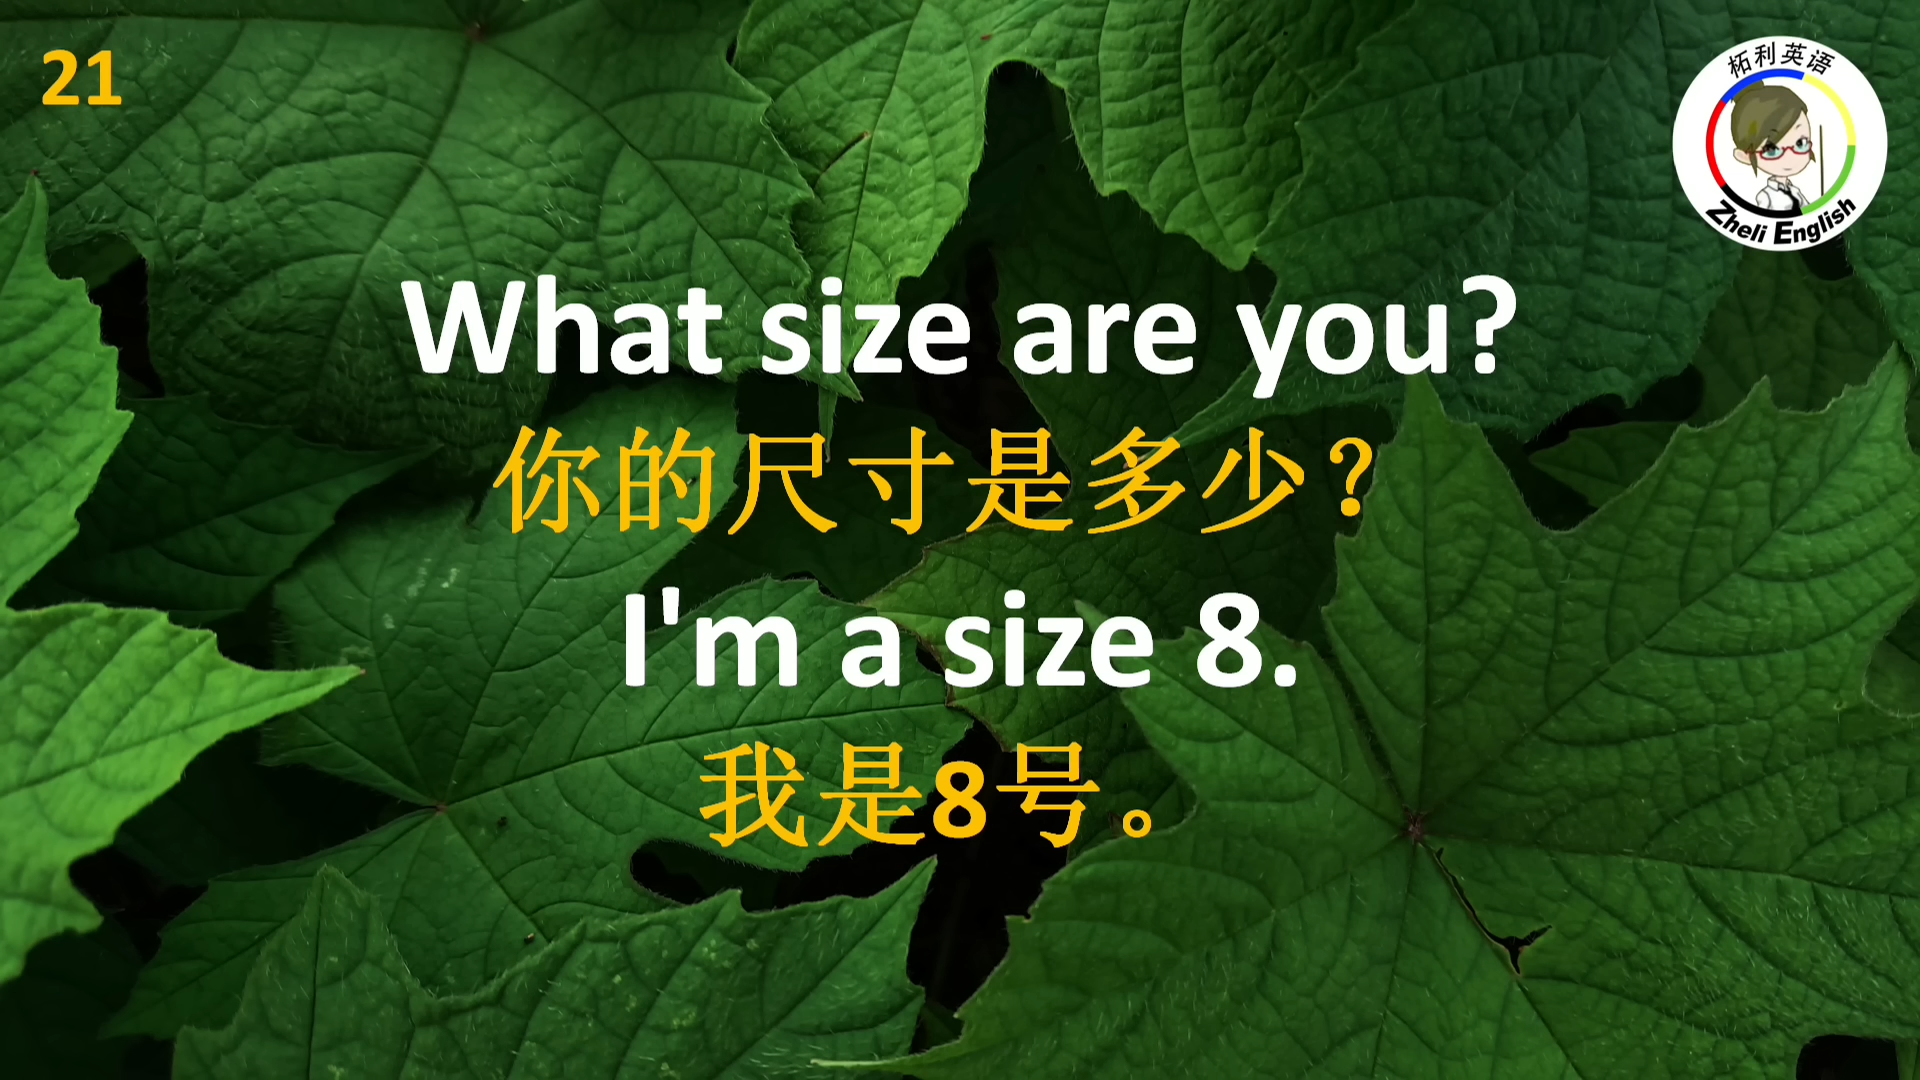 21
柘利英语
Zheli English
What size are you?
你的尺寸是多少?
I'm a size 8.
我是8号。